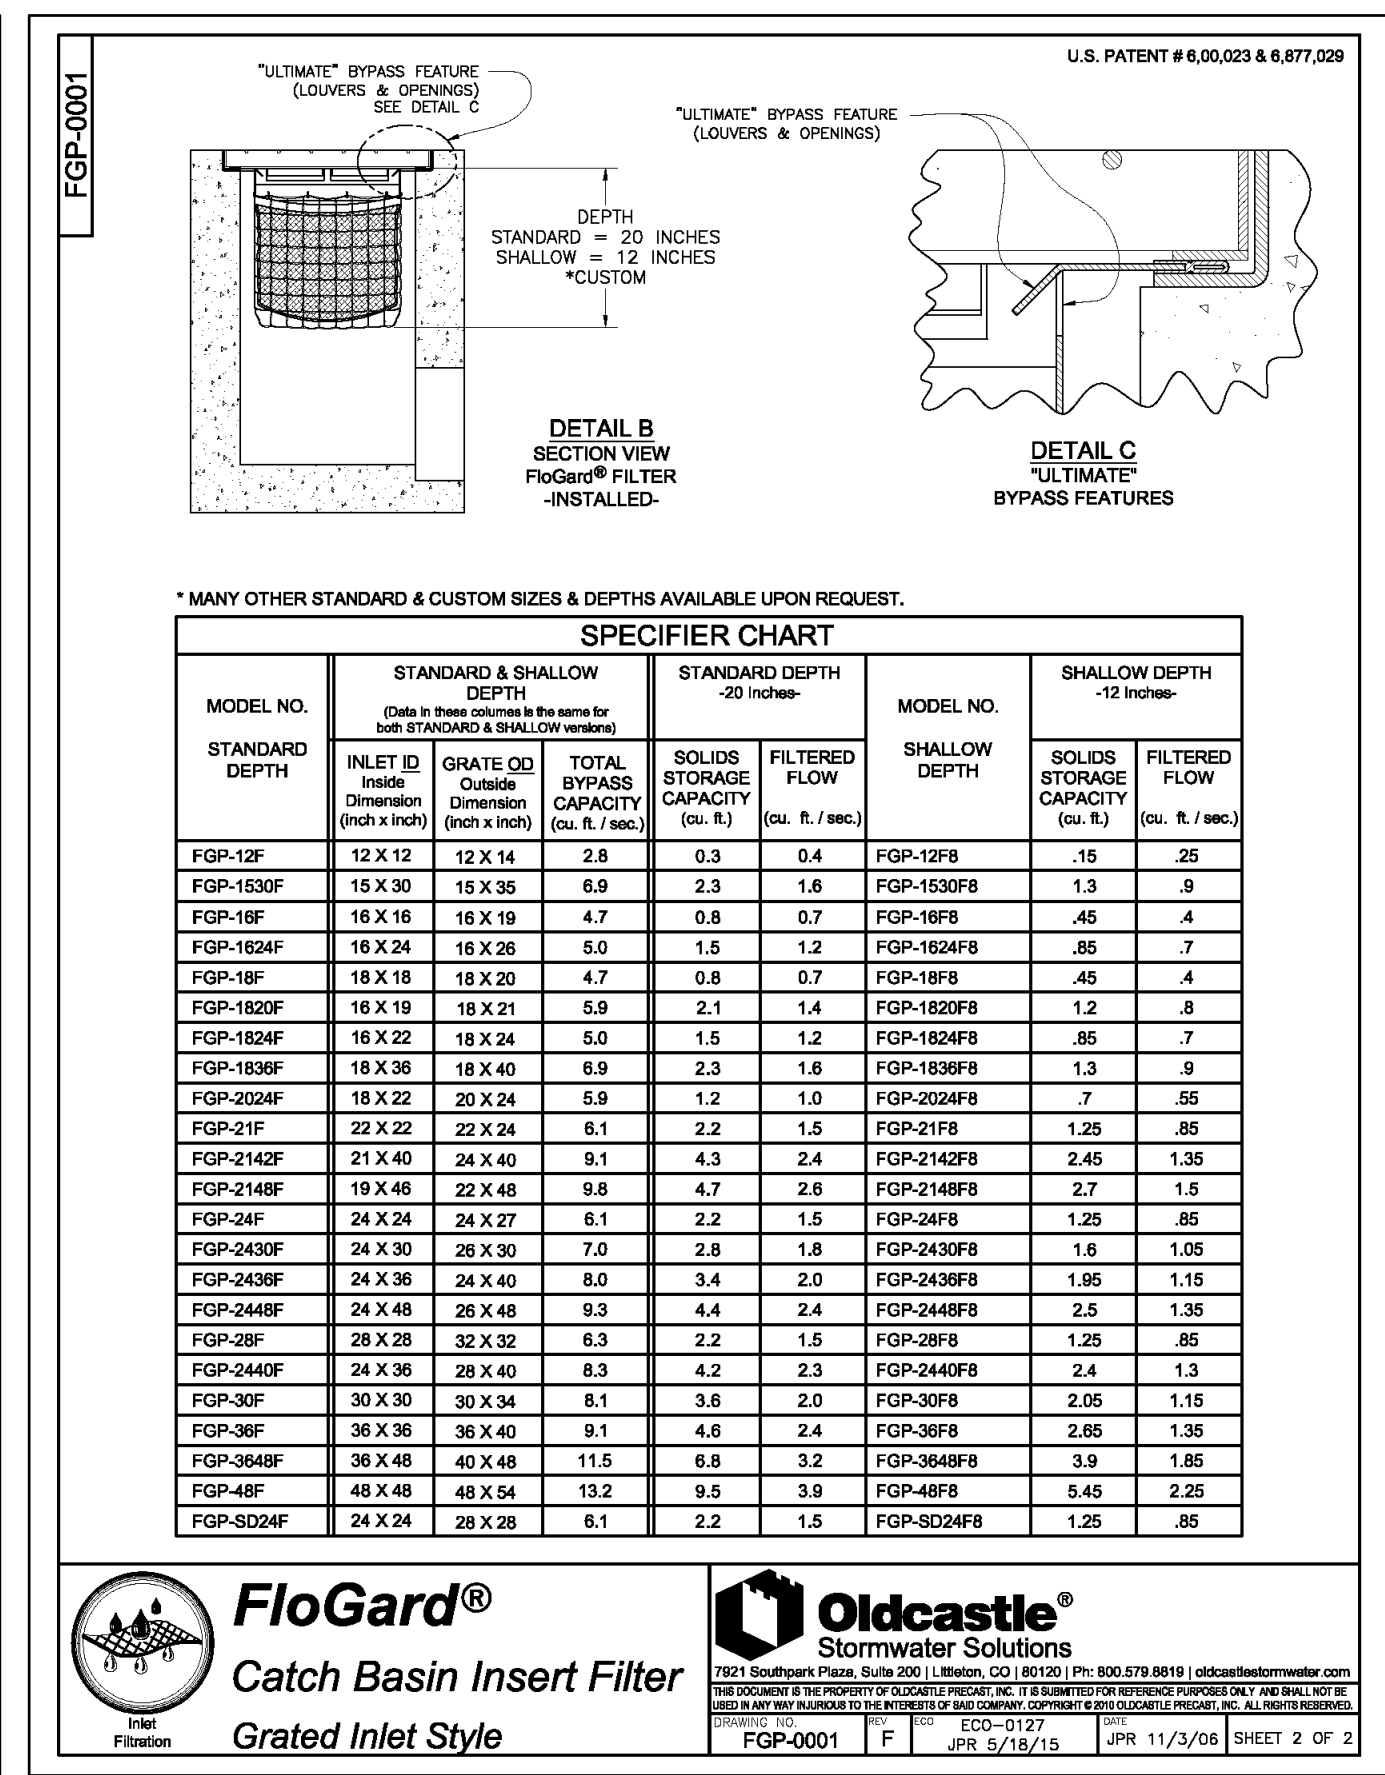 FGP-0001
U.S. PATENT # 6,00,023 & 6,877,029
"ULTIMATE" BYPASS FEATURE
(LOUVERS & OPENINGS)
SEE DETAIL C
"ULTIMATE" BYPASS FEATURE
(LOUVERS & OPENINGS)
DEPTH
STANDARD = 20 INCHES
SHALLOW = 12 INCHES
*CUSTOM
DETAIL B
SECTION VIEW
FloGard® FILTER
-INSTALLED-
DETAIL C
"ULTIMATE"
BYPASS FEATURES
* MANY OTHER STANDARD & CUSTOM SIZES & DEPTHS AVAILABLE UPON REQUEST.
SPECIFIER CHART
MODEL NO.
STANDARD
DEPTH
STANDARD & SHALLOW
DEPTH
(Data in these columes is the same for
both STANDARD & SHALLOW versions)
STANDARD DEPTH
-20 Inches-
MODEL NO.
SHALLOW
DEPTH
SHALLOW DEPTH
-12 Inches-
INLET ID
Inside
Dimension
(inch x inch)
GRATE OD
Outside
Dimension
(inch x inch)
TOTAL
BYPASS
CAPACITY
(cu. ft. / sec.)
SOLIDS
STORAGE
CAPACITY
(cu. ft.)
FILTERED
FLOW
(cu. ft. / sec.)
SOLIDS
STORAGE
CAPACITY
(cu. ft.)
FILTERED
FLOW
(cu. ft. / sec.)
FGP-12F 12 X 12 12 X 14 2.8 0.3 0.4 FGP-12F8 .15 .25
FGP-1530F 15 X 30 15 X 35 6.9 2.3 1.6 FGP-1530F8 1.3 .9
FGP-16F 16 X 16 16 X 19 4.7 0.8 0.7 FGP-16F8 .45 .4
FGP-1624F 16 X 24 16 X 26 5.0 1.5 1.2 FGP-1624F8 .85 .7
FGP-18F 18 X 18 18 X 20 4.7 0.8 0.7 FGP-18F8 .45 .4
FGP-1820F 16 X 19 18 X 21 5.9 2.1 1.4 FGP-1820F8 1.2 .8
FGP-1824F 16 X 22 18 X 24 5.0 1.5 1.2 FGP-1824F8 .85 .7
FGP-1836F 18 X 36 18 X 40 6.9 2.3 1.6 FGP-1836F8 1.3 .9
FGP-2024F 18 X 22 20 X 24 5.9 1.2 1.0 FGP-2024F8 .7 .55
FGP-21F 22 X 22 22 X 24 6.1 2.2 1.5 FGP-21F8 1.25 .85
FGP-2142F 21 X 40 24 X 40 9.1 4.3 2.4 FGP-2142F8 2.45 1.35
FGP-2148F 19 X 46 22 X 48 9.8 4.7 2.6 FGP-2148F8 2.7 1.5
FGP-24F 24 X 24 24 X 27 6.1 2.2 1.5 FGP-24F8 1.25 .85
FGP-2430F 24 X 30 26 X 30 7.0 2.8 1.8 FGP-2430F8 1.6 1.05
FGP-2436F 24 X 36 24 X 40 8.0 3.4 2.0 FGP-2436F8 1.95 1.15
FGP-2448F 24 X 48 26 X 48 9.3 4.4 2.4 FGP-2448F8 2.5 1.35
FGP-28F 28 X 28 32 X 32 6.3 2.2 1.5 FGP-28F8 1.25 .85
FGP-2440F 24 X 36 28 X 40 8.3 4.2 2.3 FGP-2440F8 2.4 1.3
FGP-30F 30 X 30 30 X 34 8.1 3.6 2.0 FGP-30F8 2.05 1.15
FGP-36F 36 X 36 36 X 40 9.1 4.6 2.4 FGP-36F8 2.65 1.35
FGP-3648F 36 X 48 40 X 48 11.5 6.8 3.2 FGP-3648F8 3.9 1.85
FGP-48F 48 X 48 48 X 54 13.2 9.5 3.9 FGP-48F8 5.45 2.25
FGP-SD24F 24 X 24 28 X 28 6.1 2.2 1.5 FGP-SD24F8 1.25 .85
Inlet
Filtration
FloGard®
Catch Basin Insert Filter
Grated Inlet Style
Oldcastle®
Stormwater Solutions
7921 Southpark Plaza, Suite 200 | Littleton, CO | 80120 | Ph: 800.579.8819 | oldcastlestormwater.com
THIS DOCUMENT IS THE PROPERTY OF OLDCASTLE PRECAST, INC. IT IS SUBMITTED FOR REFERENCE PURPOSES ONLY AND SHALL NOT BE
USED IN ANY WAY INJURIOUS TO THE INTERESTS OF SAID COMPANY. COPYRIGHT © 2010 OLDCASTLE PRECAST, INC. ALL RIGHTS RESERVED.
DRAWING NO.
FGP-0001
REV
F
ECO
ECO-0127
JPR 5/18/15
DATE
JPR 11/3/06
SHEET 2 OF 2